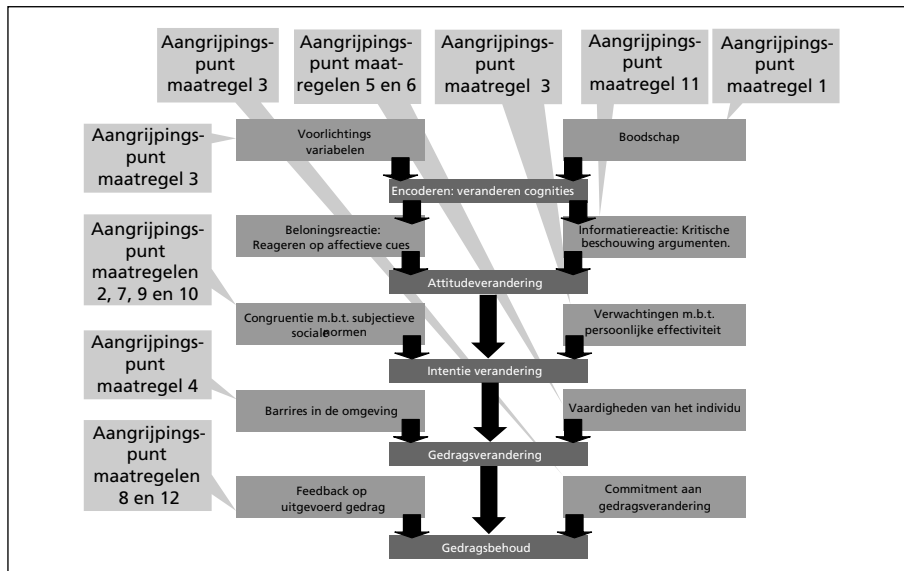 Aangrijpings-
punt
maatregel 3
Aangrijpings-
punt maat-
regelen 5 en 6
Aangrijpings-
punt
maatregel 3
Aangrijpings-
punt
maatregel 11
Aangrijpings-
punt
maatregel 1
Aangrijpings-
punt
maatregel 3
Voorlichtings
variabelen
Boodschap
Encoderen: veranderen cognities
Aangrijpings-
punt
maatregelen
2, 7, 9 en 10
Beloningsreactie:
Reageren op affectieve cues
Informatiereactie: Kritische
beschouwing argumenten.
Attitudeverandering
Congruentie m.b.t. subjectieve
sociale normen
Verwachtingen m.b.t.
persoonlijke effectiviteit
Aangrijpings-
punt
maatregel 4
Intentie verandering
Barrires in de omgeving
Vaardigheden van het individu
Aangrijpings-
punt
maatregelen
8 en 12
Gedragsverandering
Feedback op
uitgevoerd gedrag
Commitment aan
gedragsverandering
Gedragsbehoud